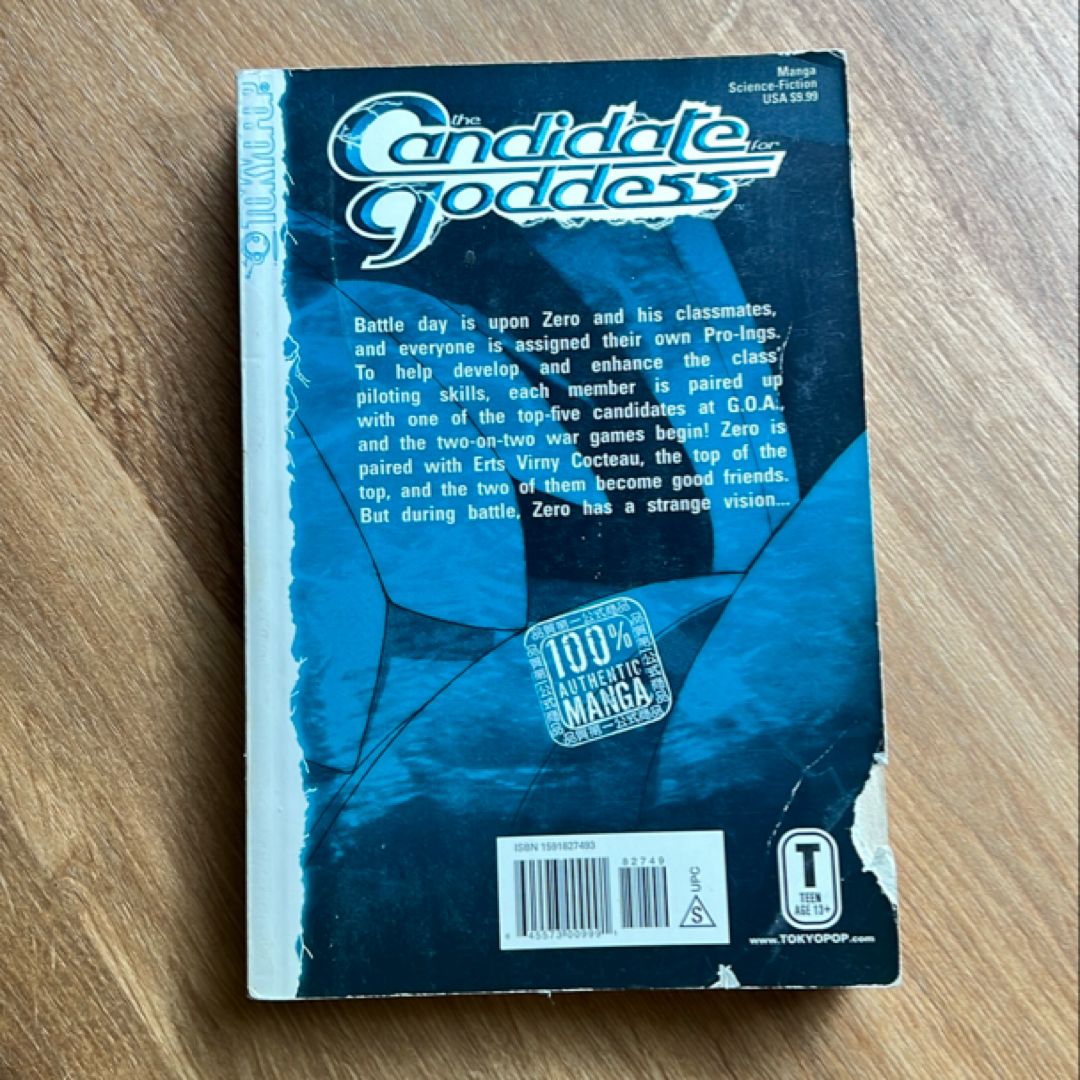 TOKYOPOP®
Manga
Science-Fiction
USA $9.99
the
Candidate for
goddess
Battle day is upon Zero and his classmates,
and everyone is assigned their own Pro-Ings.
To help develop and enhance the class'
piloting skills, each member is paired up
with one of the top-five candidates at G.O.A.,
and the two-on-two war games begin! Zero is
paired with Erts Virny Cocteau, the top of the
top, and the two of them become good friends.
But during battle, Zero has a strange vision...
100%
AUTHENTIC
MANGA
ISBN 1591827493
82749
UPC
S
45573 00999 1
T
TEEN
AGE 13+
www.TOKYOPOP.com